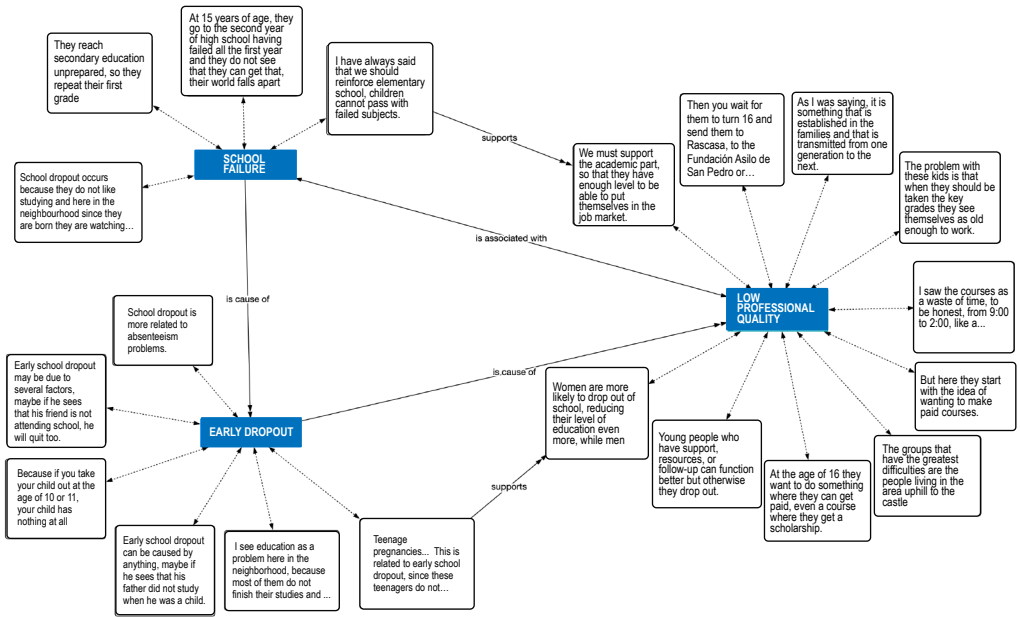 They reach
secondary education
unprepared, so they
repeat their first
grade
At 15 years of age, they
go to the second year
of high school having
failed all the first year
and they do not see
that they can get that,
their world falls apart
I have always said
that we should
reinforce elementary
school, children
cannot pass with
failed subjects.
supports
We must support
the academic part,
so that they have
enough level to be
able to put
themselves in the
job market.
Then you wait for
them to turn 16 and
send them to
Rascasa, to the
Fundación Asilo de
San Pedro or...
As I was saying, it is
something that is
established in the
families and that is
transmitted from one
generation to the
next.
The problem with
these kids is that
when they should be
taken the key
grades they see
themselves as old
enough to work.
SCHOOL
FAILURE
School dropout occurs
because they do not like
studying and here in the
neighbourhood since they
are born they are watching...
is associated with
is cause of
LOW
PROFESSIONAL
QUALITY
I saw the courses as
a waste of time, to
be honest, from 9:00
to 2:00, like a...
School dropout is
more related to
absenteeism
problems.
Early school dropout
may be due to
several factors,
maybe if he sees
that his friend is not
attending school, he
will quit too.
is cause of
EARLY DROPOUT
Women are more
likely to drop out of
school, reducing
their level of
education even
more, while men
But here they start
with the idea of
wanting to make
paid courses.
Because if you take
your child out at the
age of 10 or 11,
your child has
nothing at all
supports
Young people who
have support,
resources, or
follow-up can function
better but otherwise
they drop out.
At the age of 16 they
want to do something
where they can get
paid, even a course
where they get a
scholarship.
The groups that
have the greatest
difficulties are the
people living in the
area uphill to the
castle
Early school dropout
can be caused by
anything, maybe if
he sees that his
father did not study
when he was a child.
I see education as a
problem here in the
neighborhood, because
most of them do not
finish their studies and ...
Teenage
pregnancies... This is
related to early school
dropout, since these
teenagers do not...